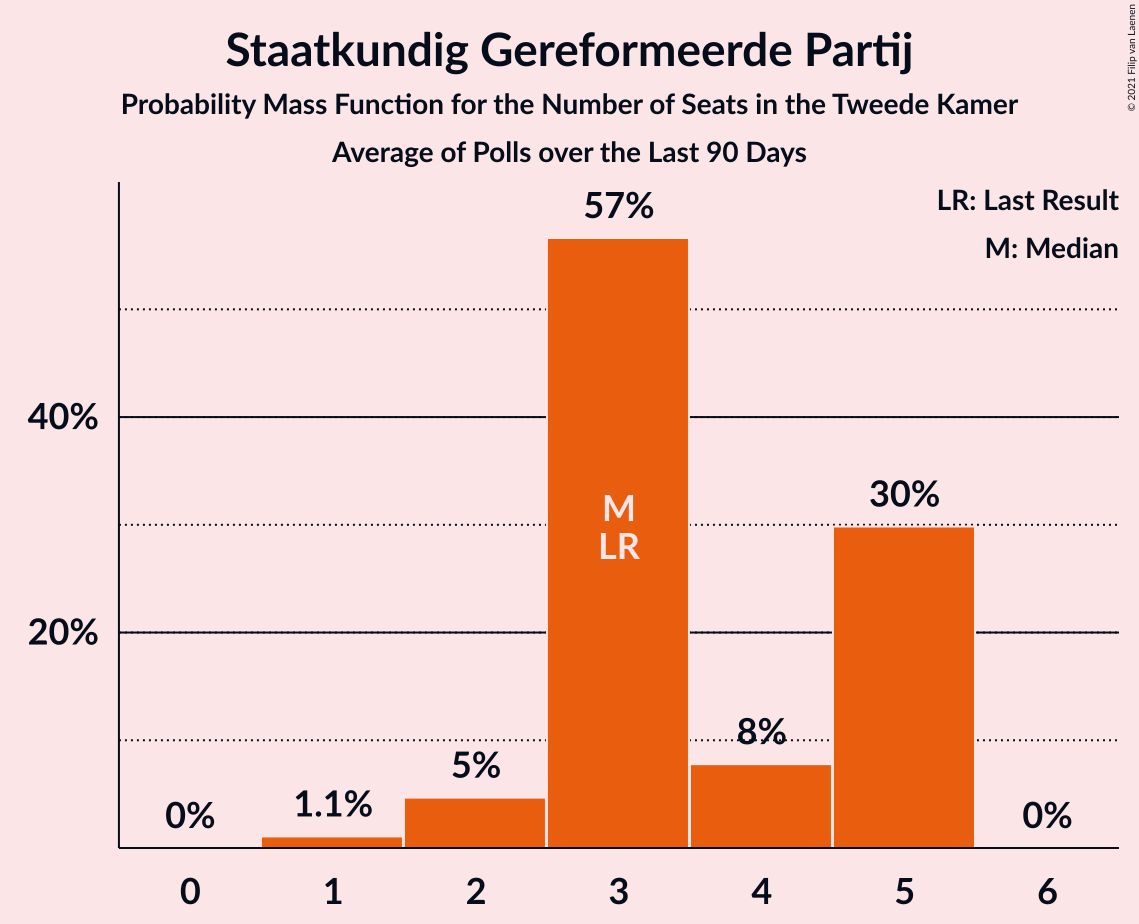 Staatkundig Gereformeerde Partij
Probability Mass Function for the Number of Seats in the Tweede Kamer
Average of Polls over the Last 90 Days
© 2021 Filip van Laenen
LR: Last Result
M: Median
57%
40%
M
LR
30%
20%
8%
5%
1.1%
0%
0%
0 1 2 3 4 5 6